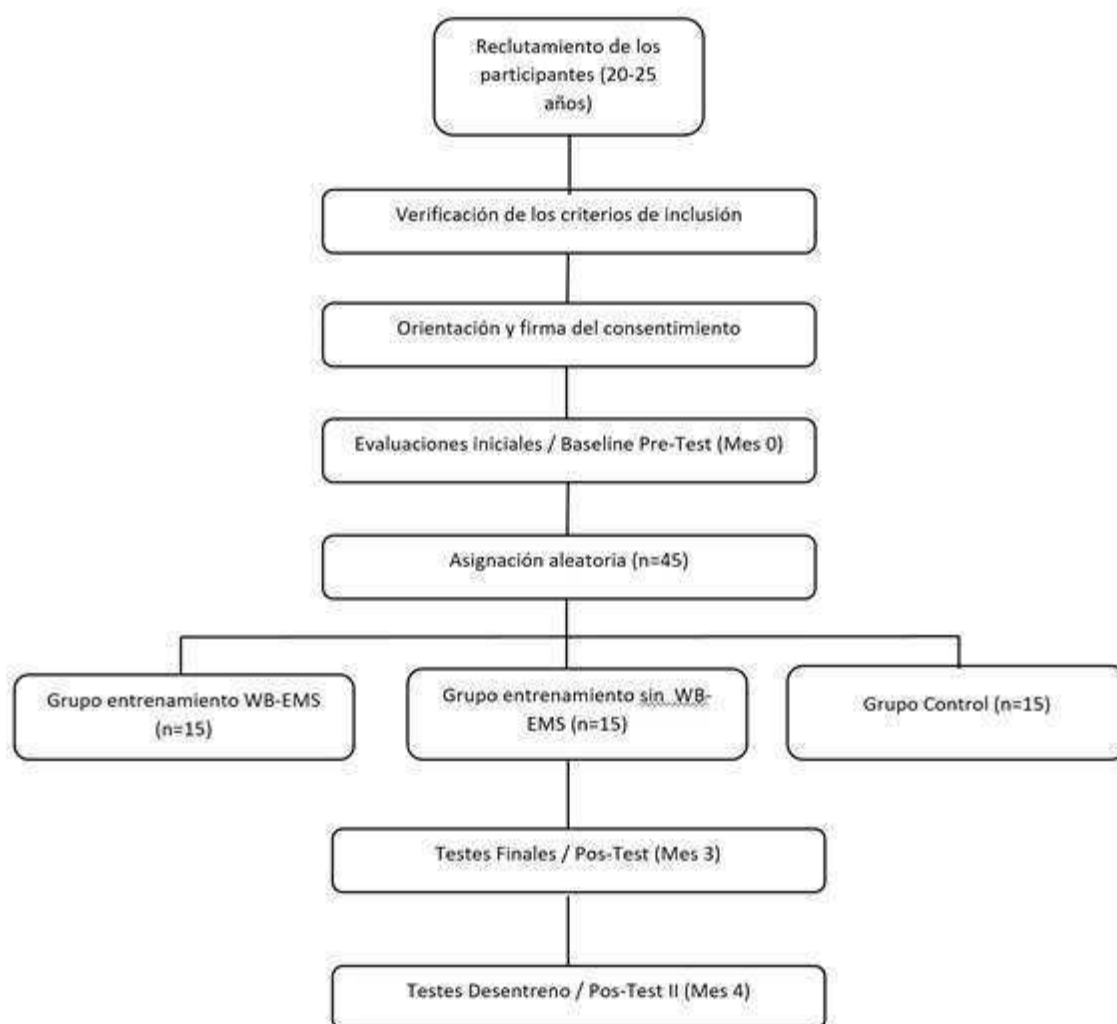 Reclutamiento de los
participantes (20-25
años)
Verificación de los criterios de inclusión
Orientación y firma del consentimiento
Evaluaciones iniciales / Baseline Pre-Test (Mes 0)
Asignación aleatoria (n=45)
Grupo entrenamiento WB-EMS
(n=15)
Grupo entrenamiento sin WB-
EMS (n=15)
Grupo Control (n=15)
Testes Finales / Pos-Test (Mes 3)
Testes Desentreno / Pos-Test II (Mes 4)